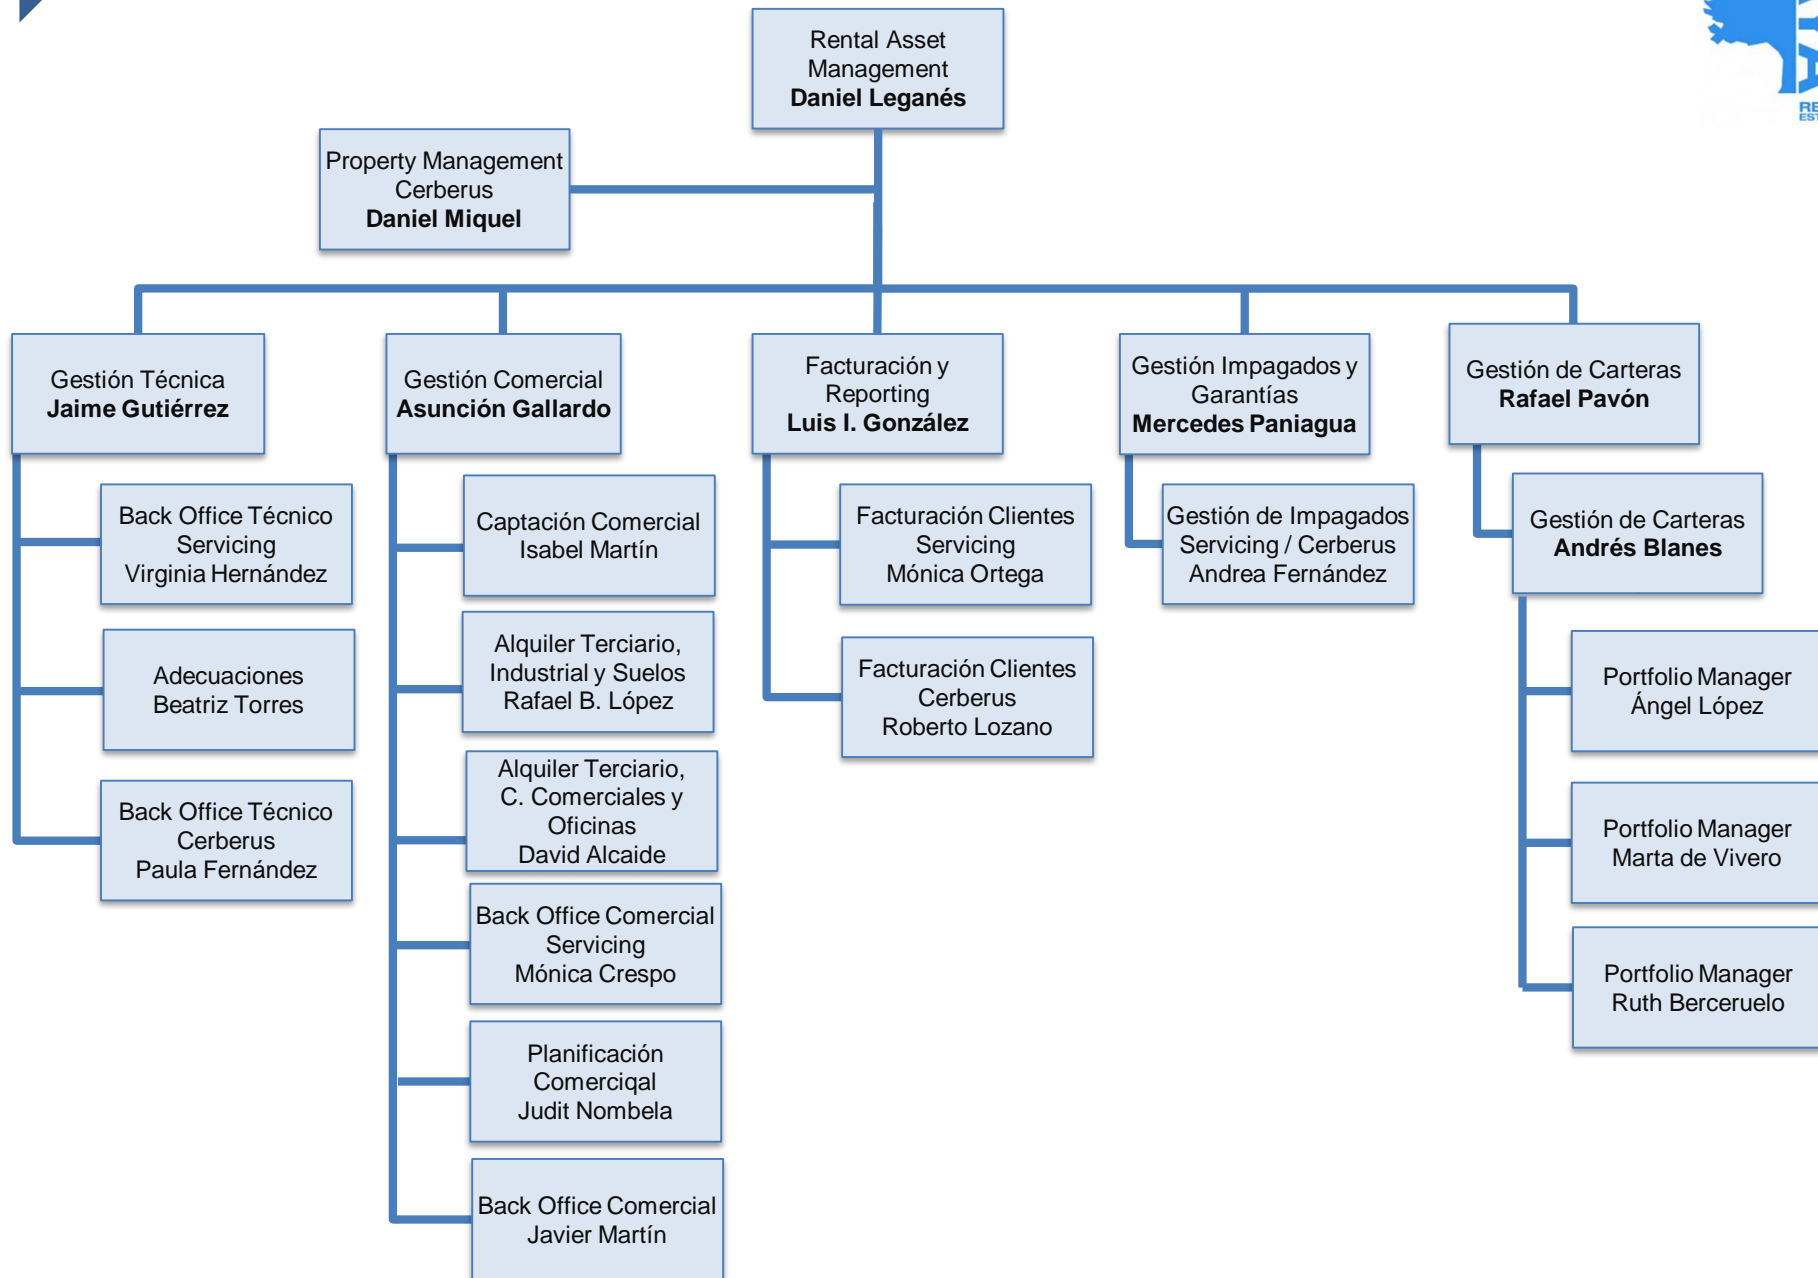 Rental Asset
Management
Daniel Leganés
Property Management
Cerberus
Daniel Miquel
Gestión Técnica
Jaime Gutiérrez
Gestión Comercial
Asunción Gallardo
Facturación y
Reporting
Luis I. González
Gestión Impagados y
Garantías
Mercedes Paniagua
Gestión de Carteras
Rafael Pavón
Back Office Técnico
Servicing
Virginia Hernández
Adecuaciones
Beatriz Torres
Back Office Técnico
Cerberus
Paula Fernández
Captación Comercial
Isabel Martín
Alquiler Terciario,
Industrial y Suelos
Rafael B. López
Alquiler Terciario,
C. Comerciales y
Oficinas
David Alcaide
Back Office Comercial
Servicing
Mónica Crespo
Planificación
Comerciqal
Judit Nombela
Back Office Comercial
Javier Martín
Facturación Clientes
Servicing
Mónica Ortega
Facturación Clientes
Cerberus
Roberto Lozano
Gestión de Impagados
Servicing / Cerberus
Andrea Fernández
Gestión de Carteras
Andrés Blanes
Portfolio Manager
Ángel López
Portfolio Manager
Marta de Vivero
Portfolio Manager
Ruth Berceruelo